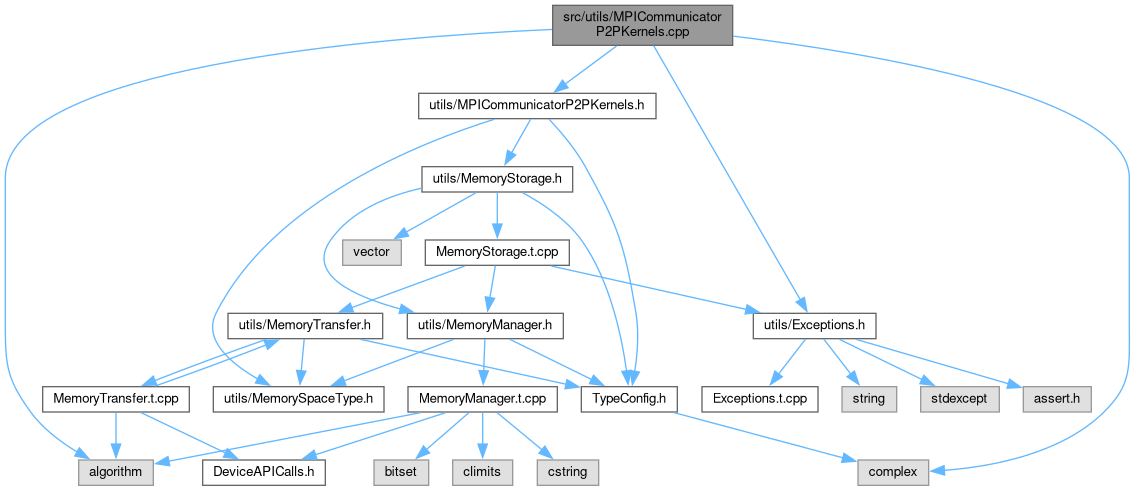 src/utils/MPICommunicator
P2PKernels.cpp
utils/MPICommunicatorP2PKernels.h
utils/MemoryStorage.h
vector
MemoryStorage.t.cpp
utils/MemoryTransfer.h
utils/MemoryManager.h
utils/Exceptions.h
MemoryTransfer.t.cpp
utils/MemorySpaceType.h
MemoryManager.t.cpp
TypeConfig.h
Exceptions.t.cpp
string
stdexcept
assert.h
algorithm
DeviceAPICalls.h
bitset
climits
cstring
complex